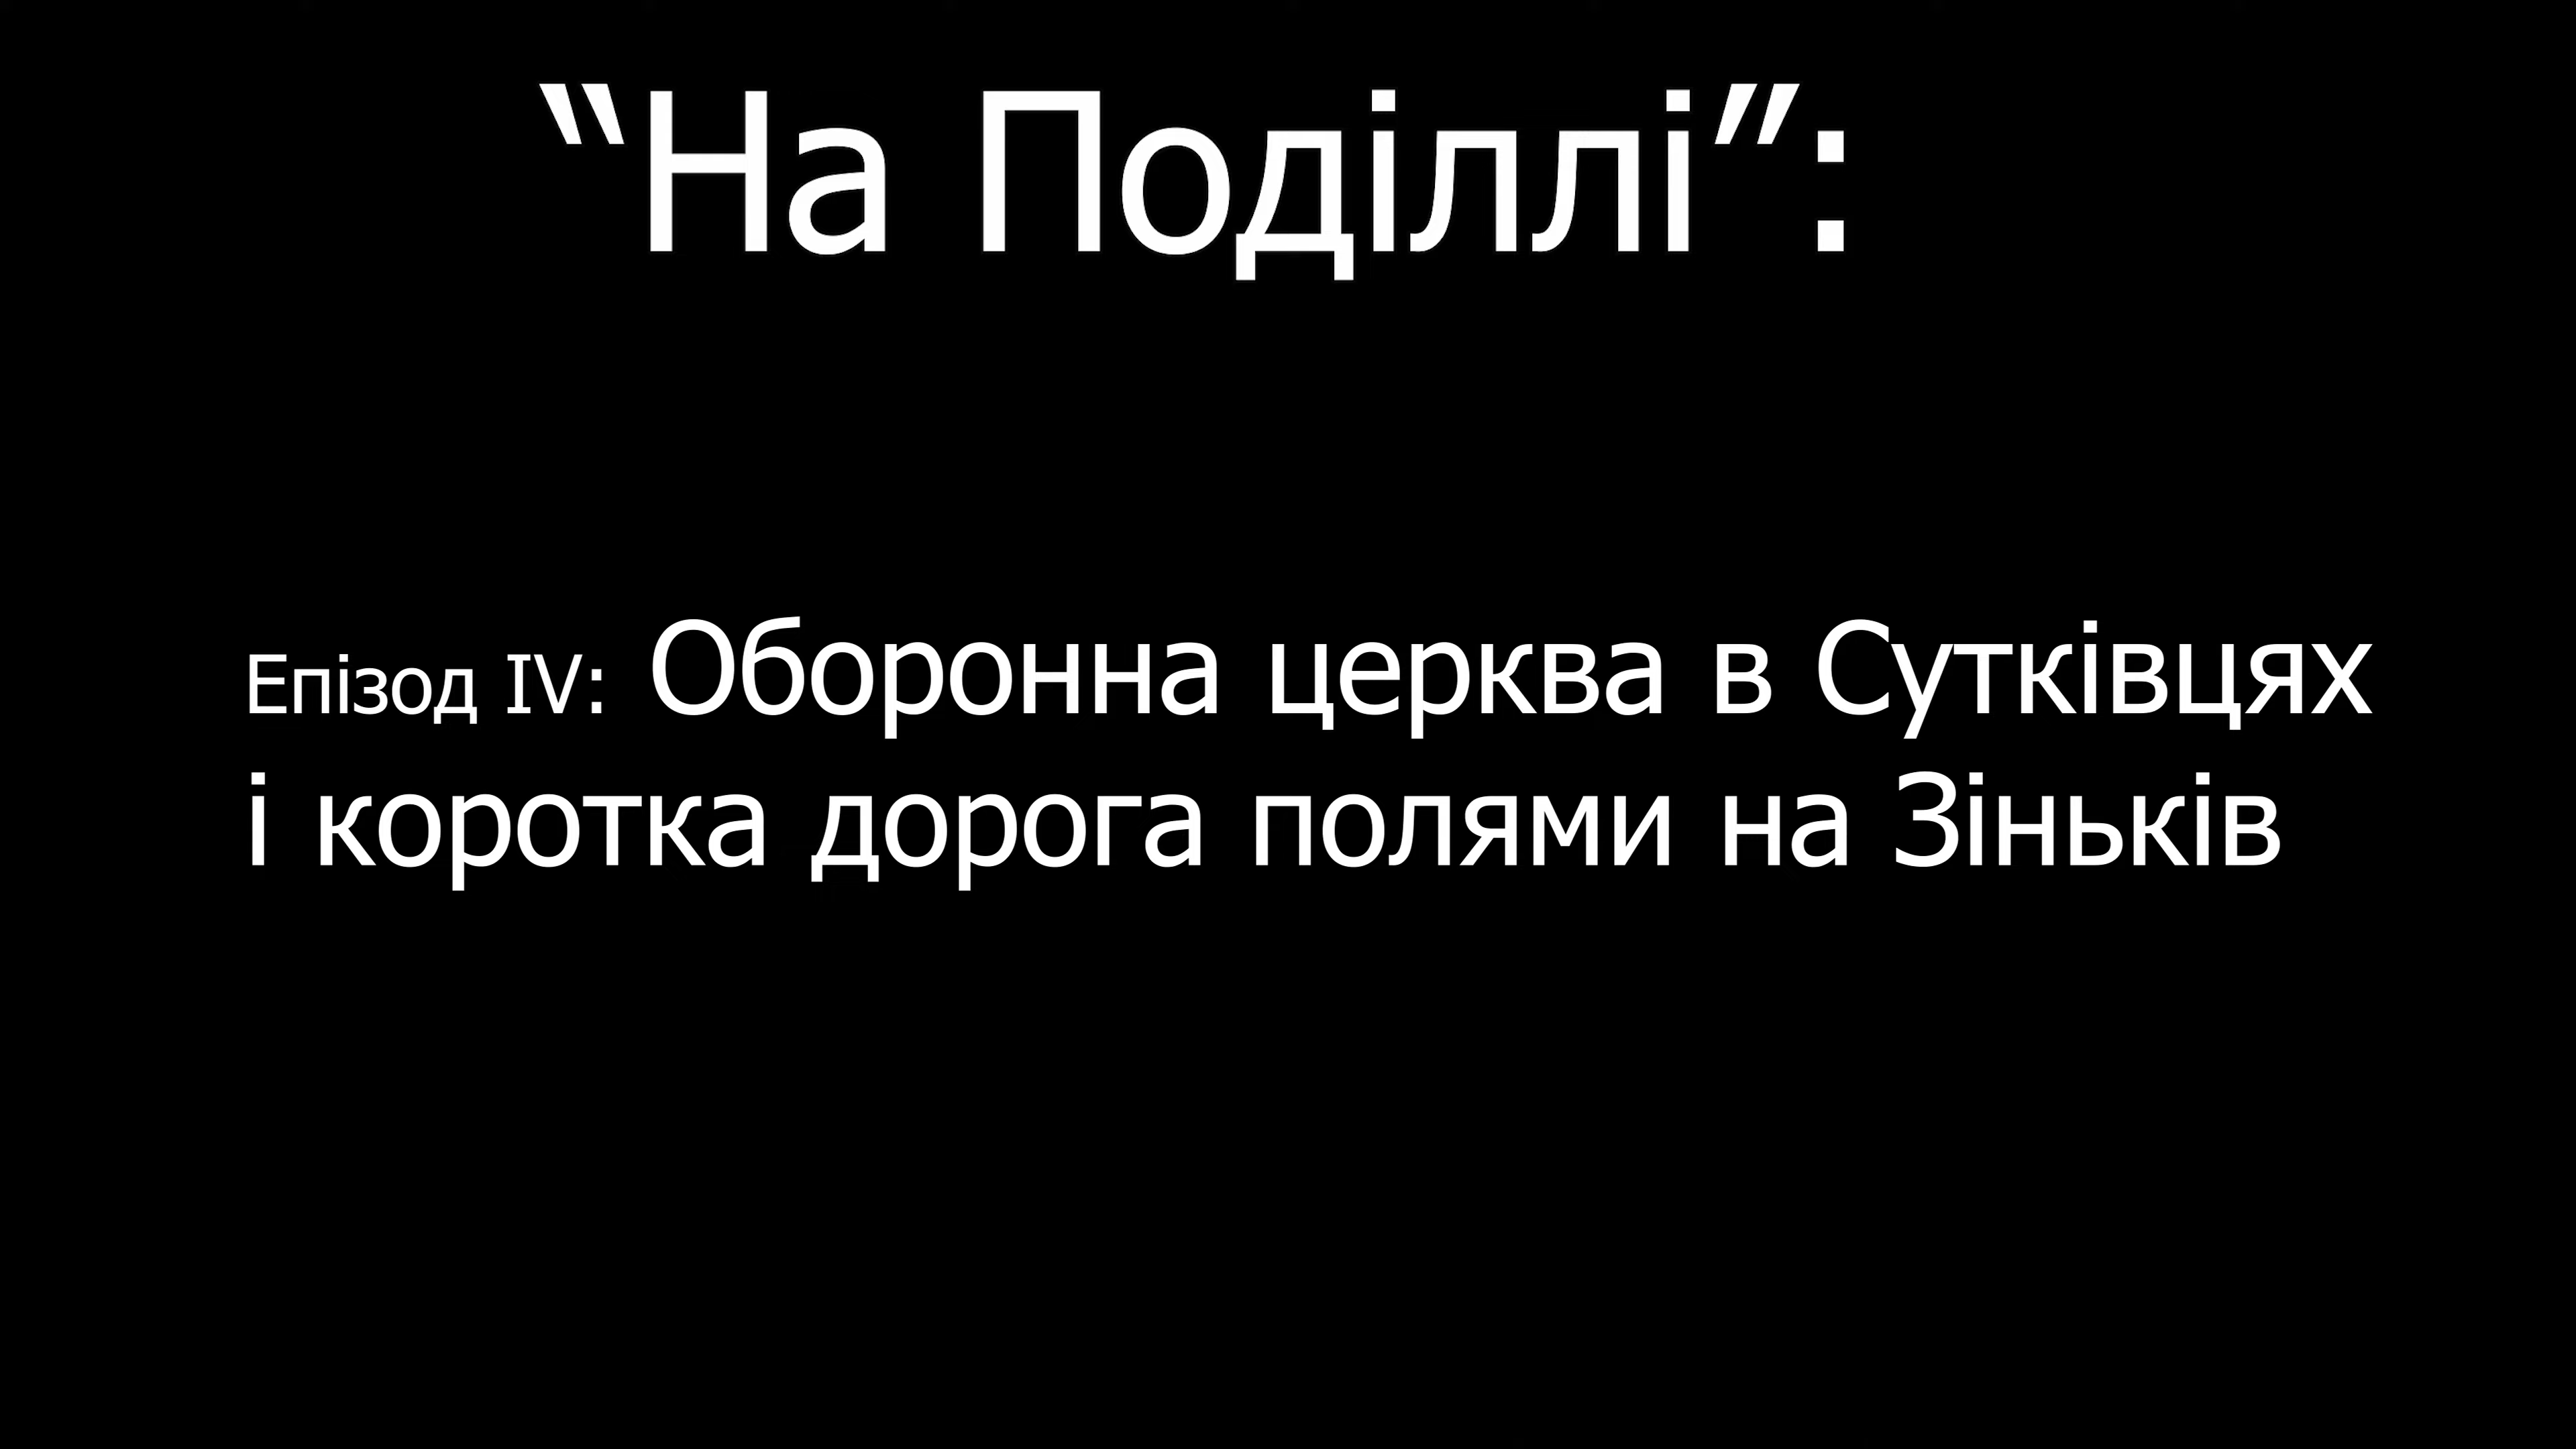 “На Поділлі”:
Епізод IV: Оборонна церква в Сутківцях
і коротка дорога полями на Зіньків